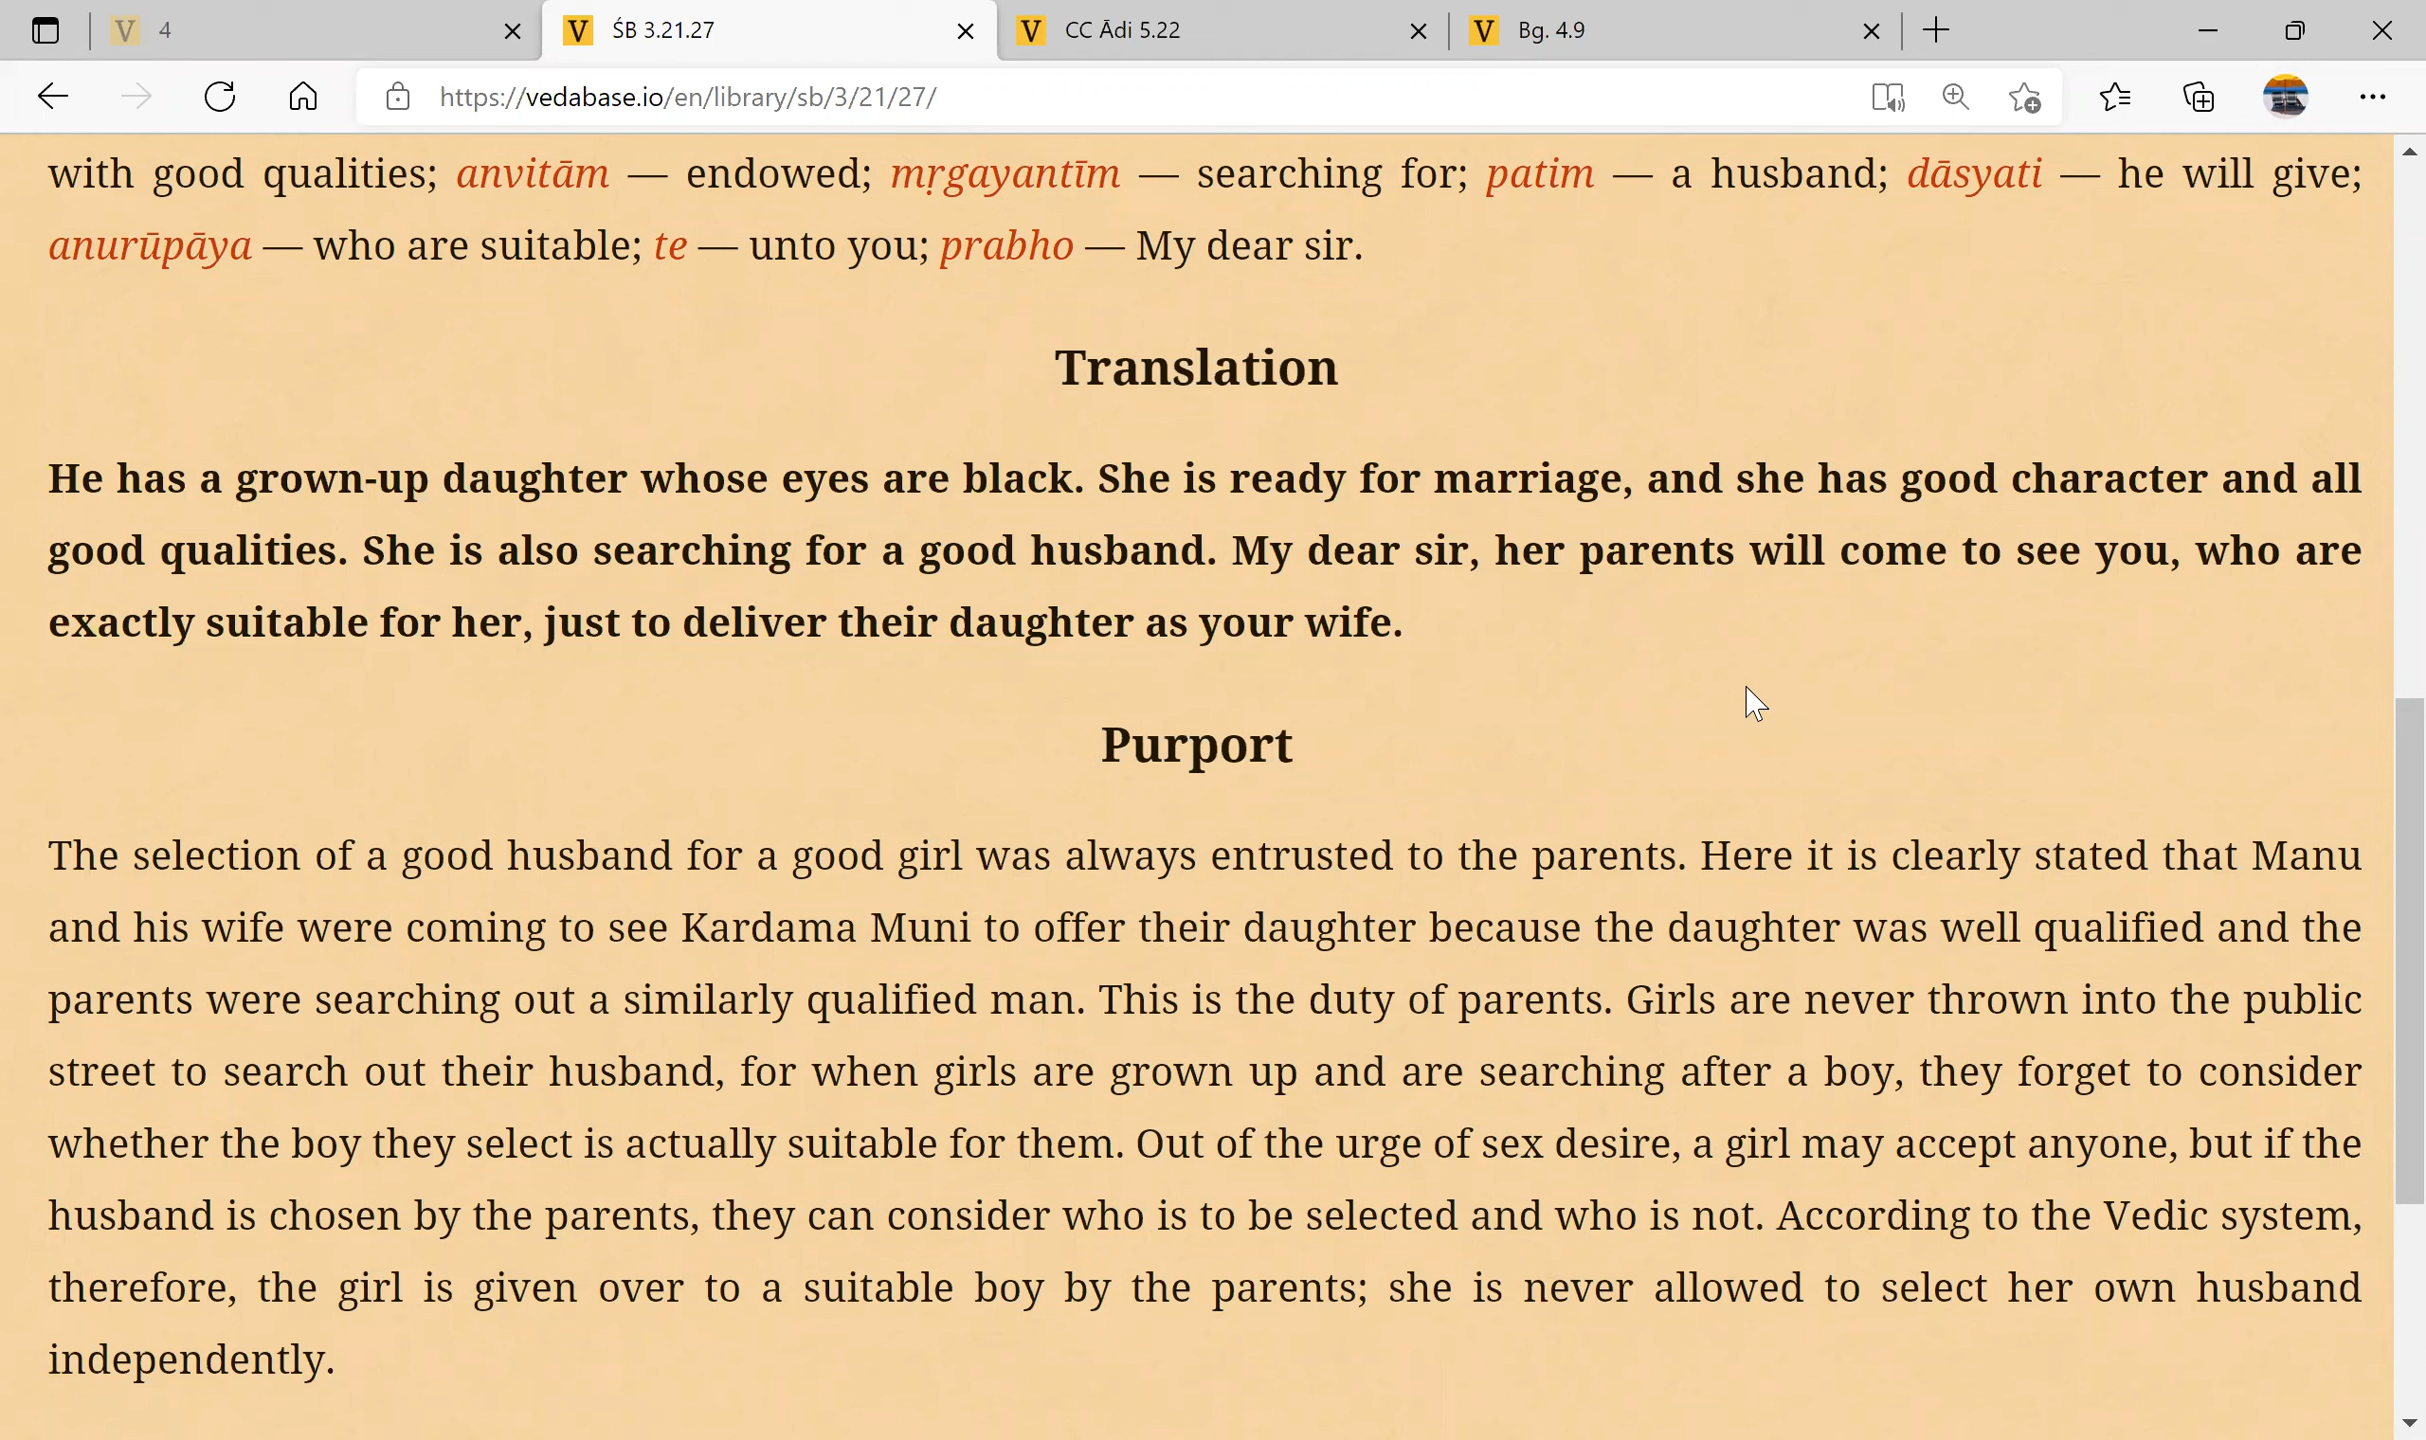 4
ŚB 3.21.27
CC Ādi 5.22
Bg. 4.9
https://vedabase.io/en/library/sb/3/21/27/
with good qualities; anvitām — endowed; mṛgayantīm — searching for; patim — a husband; dāsyati — he will give;
anurūpāya — who are suitable; te — unto you; prabho — My dear sir.
Translation
He has a grown-up daughter whose eyes are black. She is ready for marriage, and she has good character and all
good qualities. She is also searching for a good husband. My dear sir, her parents will come to see you, who are
exactly suitable for her, just to deliver their daughter as your wife.
Purport
The selection of a good husband for a good girl was always entrusted to the parents. Here it is clearly stated that Manu
and his wife were coming to see Kardama Muni to offer their daughter because the daughter was well qualified and the
parents were searching out a similarly qualified man. This is the duty of parents. Girls are never thrown into the public
street to search out their husband, for when girls are grown up and are searching after a boy, they forget to consider
whether the boy they select is actually suitable for them. Out of the urge of sex desire, a girl may accept anyone, but if the
husband is chosen by the parents, they can consider who is to be selected and who is not. According to the Vedic system,
therefore, the girl is given over to a suitable boy by the parents; she is never allowed to select her own husband
independently.